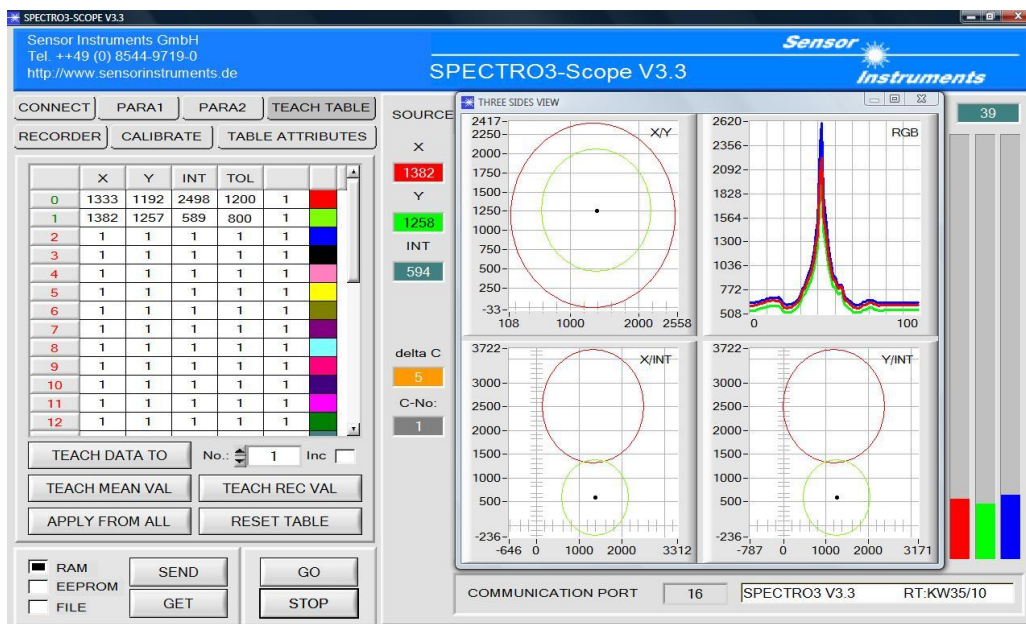 SPECTRO3-SCOPE V3.3
Sensor Instruments GmbH
Tel. ++49 (0) 8544-9719-0
http://www.sensorinstruments.de
SPECTRO3-Scope V3.3
Sensor
Instruments
CONNECT PARA1 PARA2 TEACH TABLE
RECORDER CALIBRATE TABLE ATTRIBUTES
X Y INT TOL
0 1333 1192 2498 1200 1
1 1382 1257 589 800 1
2 1 1 1 1 1
3 1 1 1 1 1
4 1 1 1 1 1
5 1 1 1 1 1
6 1 1 1 1 1
7 1 1 1 1 1
8 1 1 1 1 1
9 1 1 1 1 1
10 1 1 1 1 1
11 1 1 1 1 1
12 1 1 1 1 1
TEACH DATA TO No.: 1 Inc
TEACH MEAN VAL TEACH REC VAL
APPLY FROM ALL RESET TABLE
RAM
EEPROM
FILE
SEND GO
GET STOP
SOURCE
X
1382
Y
1258
INT
594
delta C
5
C-No:
1
THREE SIDES VIEW
X/Y
2417
2250
2000
1750
1500
1250
1000
750
500
250
-33
108 1000 2000 2558
RGB
2620
2356
2092
1828
1564
1300
1036
772
508
0 100
X/INT
3722
3000
2500
2000
1500
1000
500
-236
-646 0 1000 2000 3312
Y/INT
3722
3000
2500
2000
1500
1000
500
-236
-787 0 1000 2000 3171
39
COMMUNICATION PORT 16 SPECTRO3 V3.3 RT:KW35/10